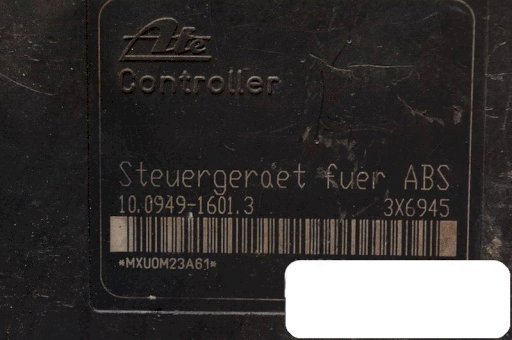 Ate
Controller
Steuergeraet fuer ABS
10.0949-1601.3 3X6945
*MXU0M23A61*